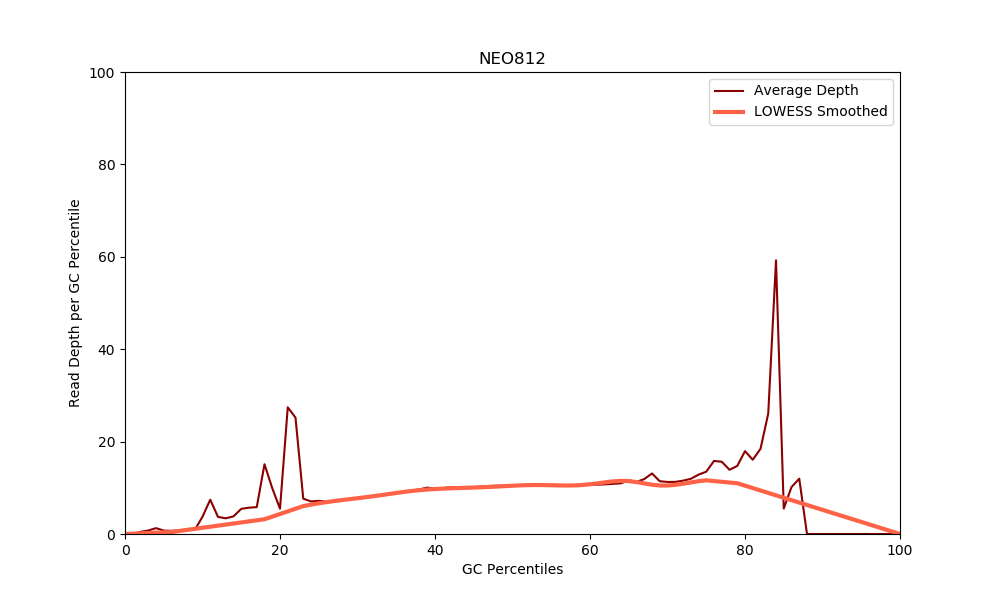 NEO812
Average Depth
LOWESS Smoothed
Read Depth per GC Percentile
100
80
60
40
20
0
0 20 40 60 80 100
GC Percentiles